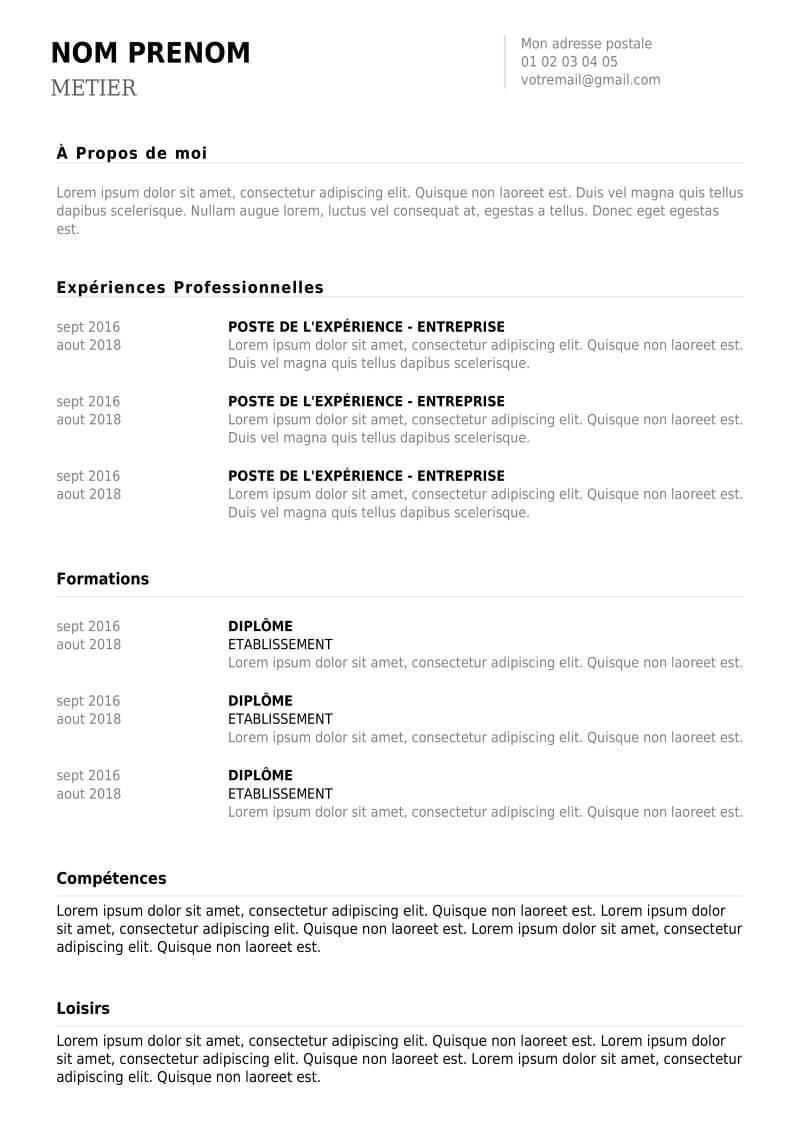 NOM PRENOM
METIER
Mon adresse postale
01 02 03 04 05
votremail@gmail.com
À Propos de moi
Lorem ipsum dolor sit amet, consectetur adipiscing elit. Quisque non laoreet est. Duis vel magna quis tellus
dapibus scelerisque. Nullam augue lorem, luctus vel consequat at, egestas a tellus. Donec eget egestas
est.
Expériences Professionnelles
sept 2016
aout 2018
POSTE DE L'EXPÉRIENCE - ENTREPRISE
Lorem ipsum dolor sit amet, consectetur adipiscing elit. Quisque non laoreet est.
Duis vel magna quis tellus dapibus scelerisque.
sept 2016
aout 2018
POSTE DE L'EXPÉRIENCE - ENTREPRISE
Lorem ipsum dolor sit amet, consectetur adipiscing elit. Quisque non laoreet est.
Duis vel magna quis tellus dapibus scelerisque.
sept 2016
aout 2018
POSTE DE L'EXPÉRIENCE - ENTREPRISE
Lorem ipsum dolor sit amet, consectetur adipiscing elit. Quisque non laoreet est.
Duis vel magna quis tellus dapibus scelerisque.
Formations
sept 2016
aout 2018
DIPLÔME
ETABLISSEMENT
Lorem ipsum dolor sit amet, consectetur adipiscing elit. Quisque non laoreet est.
sept 2016
aout 2018
DIPLÔME
ETABLISSEMENT
Lorem ipsum dolor sit amet, consectetur adipiscing elit. Quisque non laoreet est.
sept 2016
aout 2018
DIPLÔME
ETABLISSEMENT
Lorem ipsum dolor sit amet, consectetur adipiscing elit. Quisque non laoreet est.
Compétences
Lorem ipsum dolor sit amet, consectetur adipiscing elit. Quisque non laoreet est. Lorem ipsum dolor
sit amet, consectetur adipiscing elit. Quisque non laoreet est. Lorem ipsum dolor sit amet, consectetur
adipiscing elit. Quisque non laoreet est.
Loisirs
Lorem ipsum dolor sit amet, consectetur adipiscing elit. Quisque non laoreet est. Lorem ipsum dolor
sit amet, consectetur adipiscing elit. Quisque non laoreet est. Lorem ipsum dolor sit amet, consectetur
adipiscing elit. Quisque non laoreet est.